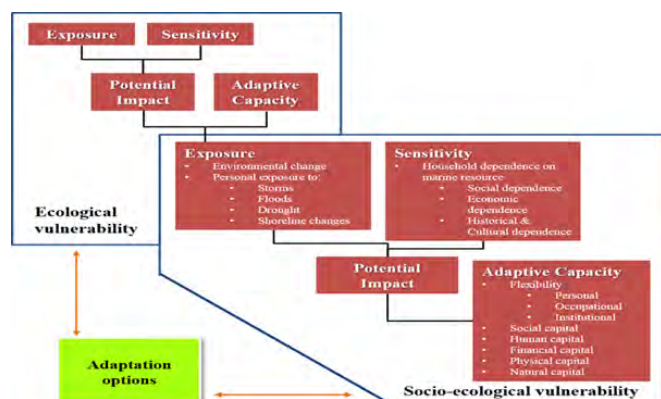 Exposure
Sensitivity
Potential
Impact
Adaptive
Capacity
Ecological
vulnerability
Exposure
• Environmental change
• Personal exposure to:
• Storms
• Floods
• Drought
• Shoreline changes
Sensitivity
• Household dependence on
marine resource
• Social dependence
• Economic
dependence
• Historical &
Cultural dependence
Potential
Impact
Adaptive Capacity
• Flexibility
• Personal
• Occupational
• Institutional
• Social capital
• Human capital
• Financial capital
• Physical capital
• Natural capital
Adaptation
options
Socio-ecological vulnerability